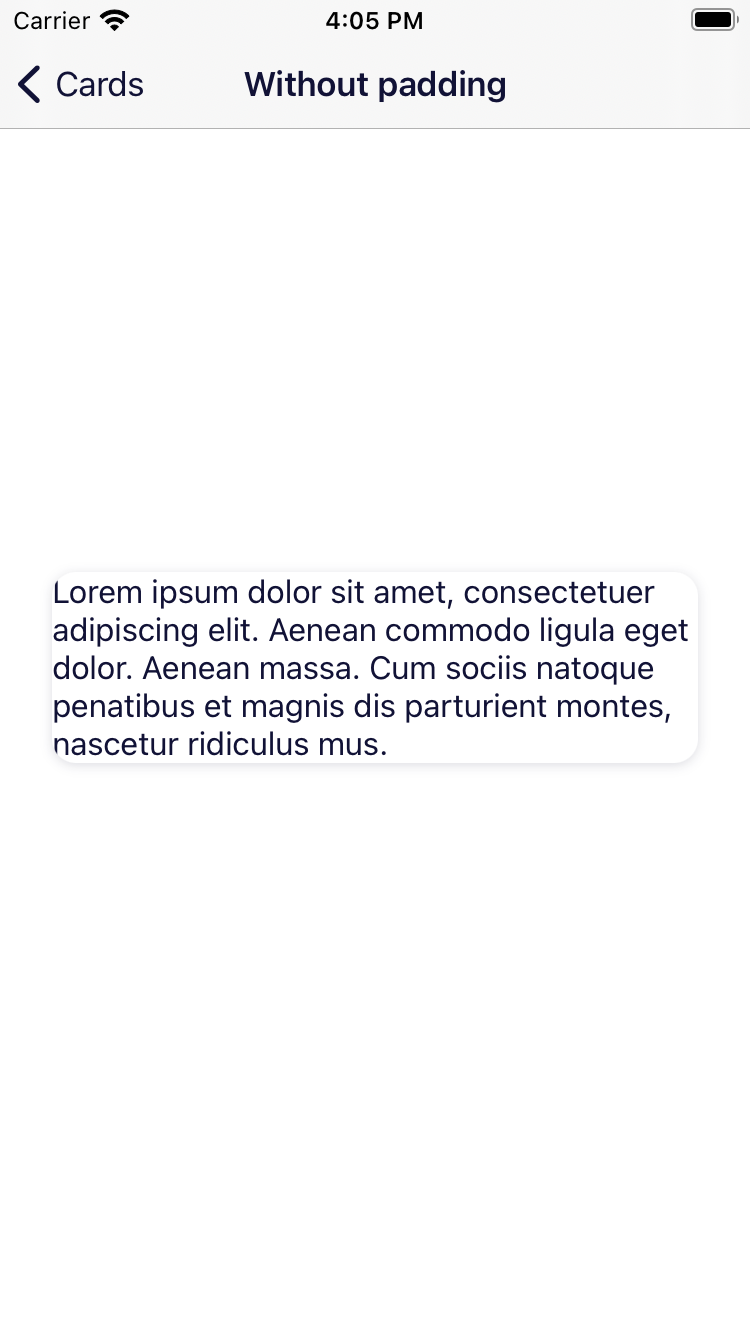 Carrier 4:05 PM
Cards Without padding
Lorem ipsum dolor sit amet, consectetuer
adipiscing elit. Aenean commodo ligula eget
dolor. Aenean massa. Cum sociis natoque
penatibus et magnis dis parturient montes,
nascetur ridiculus mus.